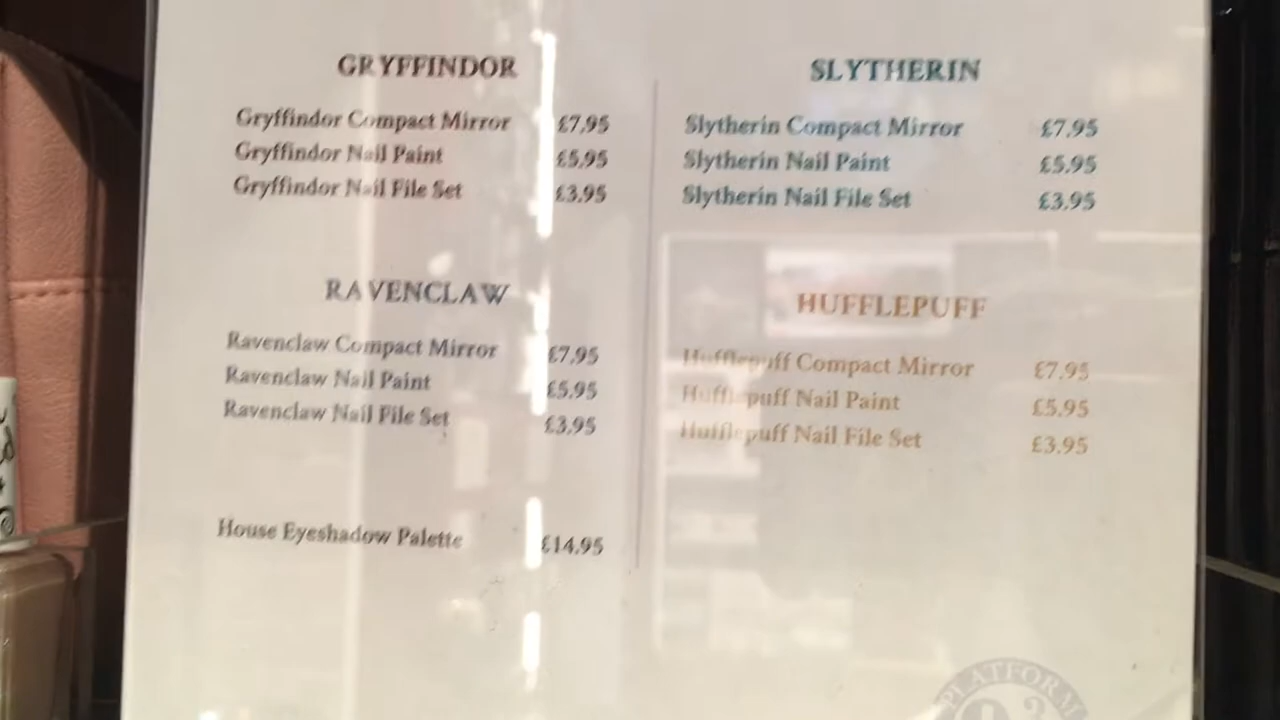 GRYFFINDOR
Gryffindor Compact Mirror £7.95
Gryffindor Nail Paint £5.95
Gryffindor Nail File Set £3.95
SLYTHERIN
Slytherin Compact Mirror £7.95
Slytherin Nail Paint £5.95
Slytherin Nail File Set £3.95
RAVENCLAW
Ravenclaw Compact Mirror £7.95
Ravenclaw Nail Paint £5.95
Ravenclaw Nail File Set £3.95
HUFFLEPUFF
Hufflepuff Compact Mirror £7.95
Hufflepuff Nail Paint £5.95
Hufflepuff Nail File Set £3.95
House Eyeshadow Palette £14.95
PLATFORM